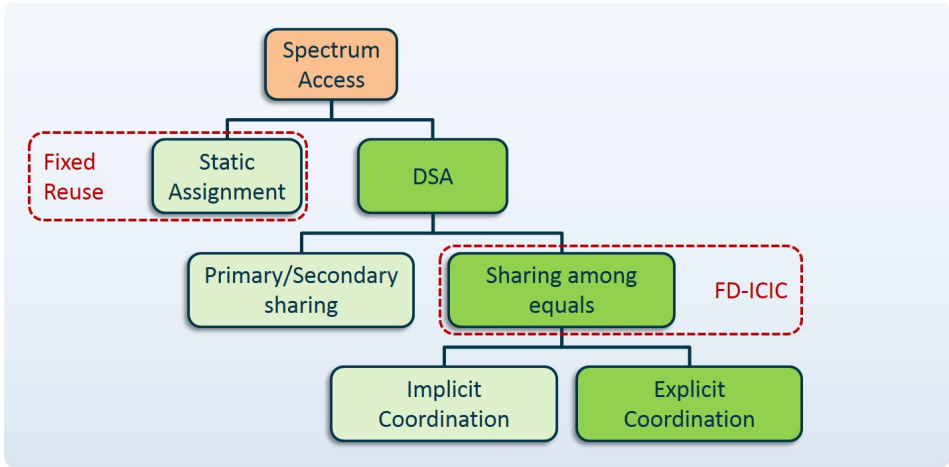 Spectrum
Access
Fixed
Reuse
Static
Assignment
DSA
Primary/Secondary
sharing
Sharing among
equals
FD-ICIC
Implicit
Coordination
Explicit
Coordination